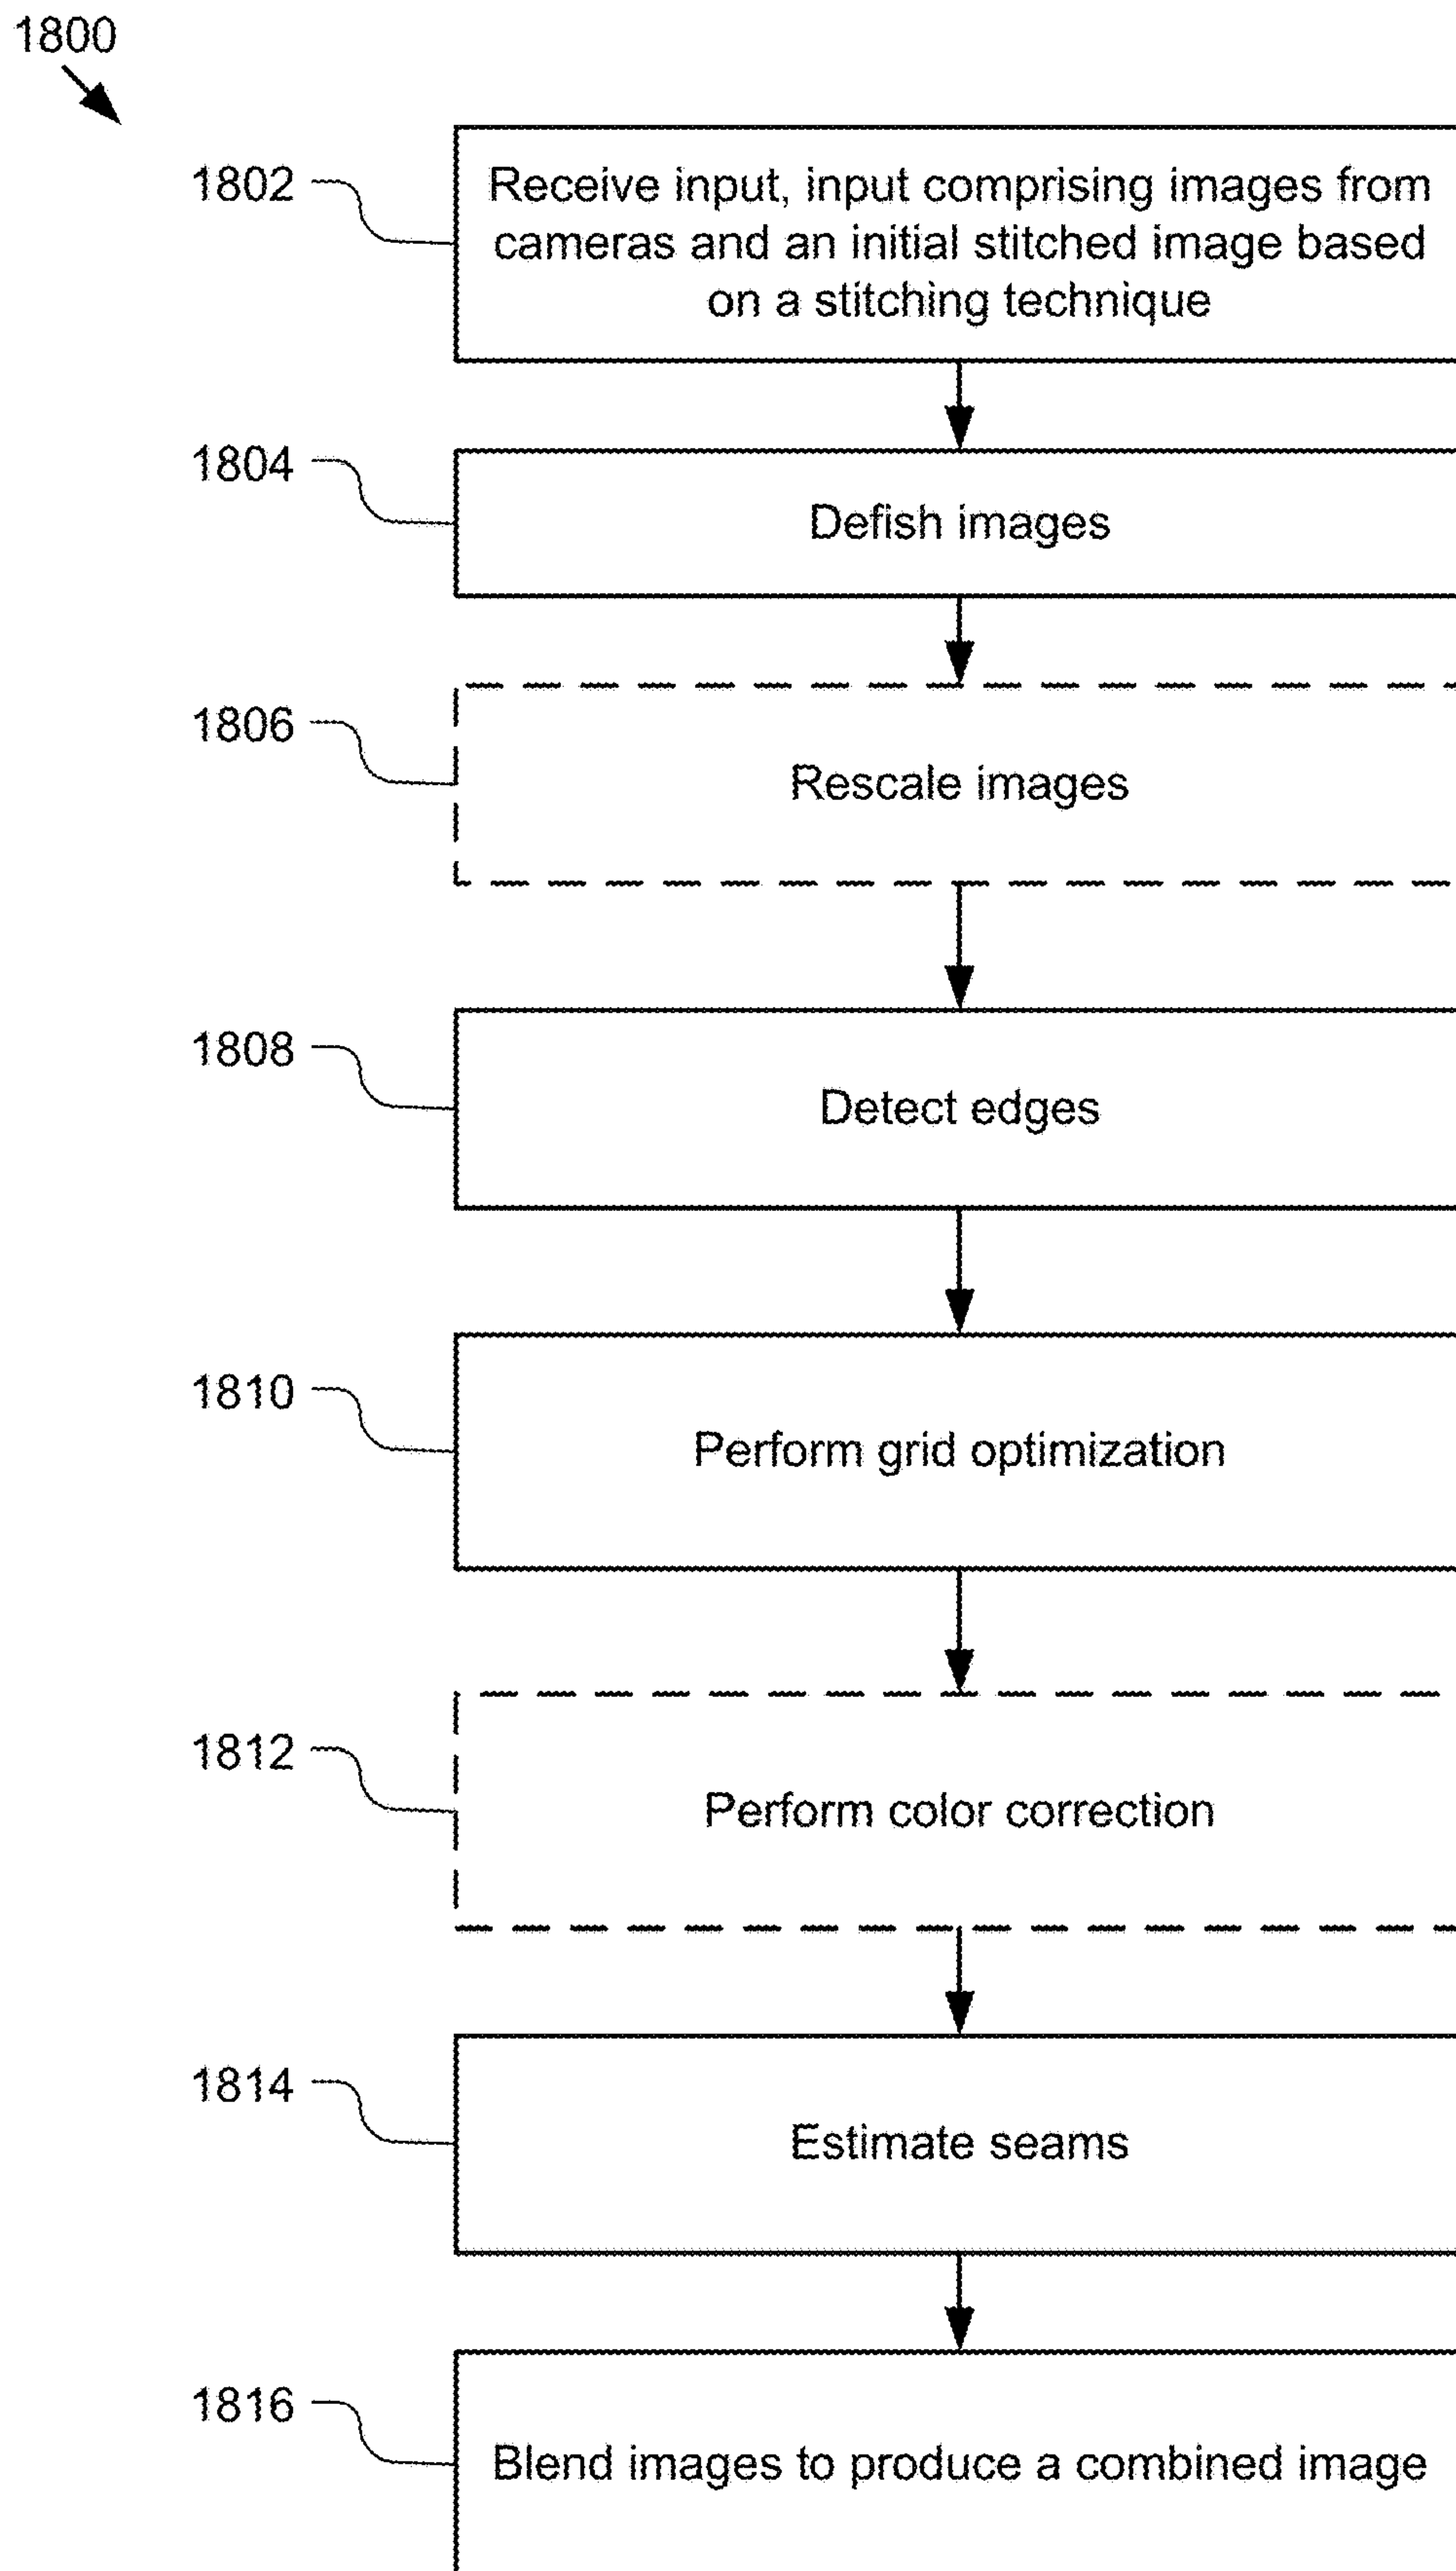 1800
1802
Receive input, input comprising images from
cameras and an initial stitched image based
on a stitching technique
1804
Defish images
1806
Rescale images
1808
Detect edges
1810
Perform grid optimization
1812
Perform color correction
1814
Estimate seams
1816
Blend images to produce a combined image